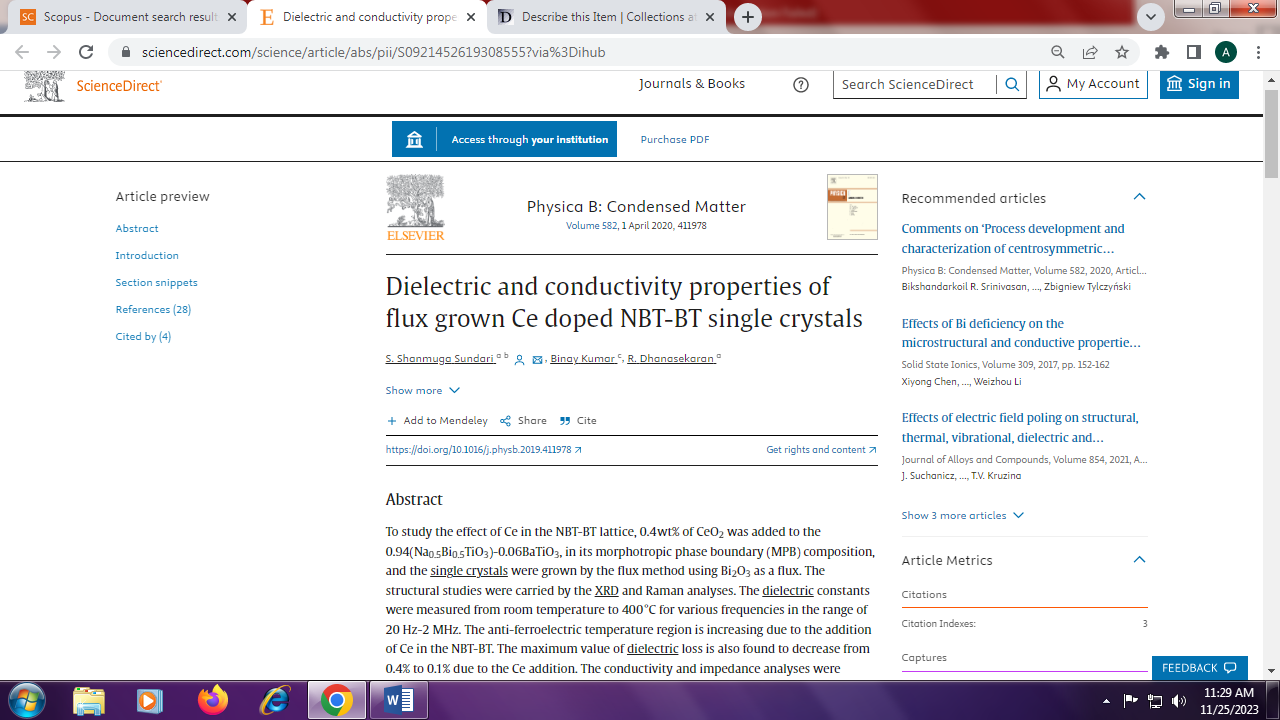 Scopus - Document search result
Dielectric and conductivity prope
Describe this Item | Collections a
sciencedirect.com/science/article/abs/pii/S0921452619308555?via%3Dihub
A
ScienceDirect
Journals & Books
Search ScienceDirect
My Account
Sign in
Access through your institution
Purchase PDF
Article preview
Abstract
Introduction
Section snippets
References (28)
Cited by (4)
ELSEVIER
Physica B: Condensed Matter
Volume 582, 1 April 2020, 411978
Dielectric and conductivity properties of
flux grown Ce doped NBT-BT single crystals
S. Shanmuga Sundari a b, Binay Kumar c, R. Dhanasekaran a
Show more
+ Add to Mendeley Share Cite
https://doi.org/10.1016/j.physb.2019.411978 Get rights and content
Abstract
To study the effect of Ce in the NBT-BT lattice, 0.4wt% of CeO2 was added to the
0.94(Na0.5Bi0.5TiO3)-0.06BaTiO3, in its morphotropic phase boundary (MPB) composition,
and the single crystals were grown by the flux method using Bi2O3 as a flux. The
structural studies were carried by the XRD and Raman analyses. The dielectric constants
were measured from room temperature to 400°C for various frequencies in the range of
20 Hz-2 MHz. The anti-ferroelectric temperature region is increasing due to the addition
of Ce in the NBT-BT. The maximum value of dielectric loss is also found to decrease from
0.4% to 0.1% due to the Ce addition. The conductivity and impedance analyses were
Recommended articles
Comments on ‘Process development and
characterization of centrosymmetric…
Physica B: Condensed Matter, Volume 582, 2020, Articl...
Bikshandarkoil R. Srinivasan, …, Zbigniew Tylczyński
Effects of Bi deficiency on the
microstructural and conductive propertie…
Solid State Ionics, Volume 309, 2017, pp. 152-162
Xiyong Chen, …, Weizhou Li
Effects of electric field poling on structural,
thermal, vibrational, dielectric and…
Journal of Alloys and Compounds, Volume 854, 2021, A...
J. Suchanicz, …, T.V. Kruzina
Show 3 more articles
Article Metrics
Citations
Citation Indexes: 3
Captures
FEEDBACK
11:29 AM
11/25/2023